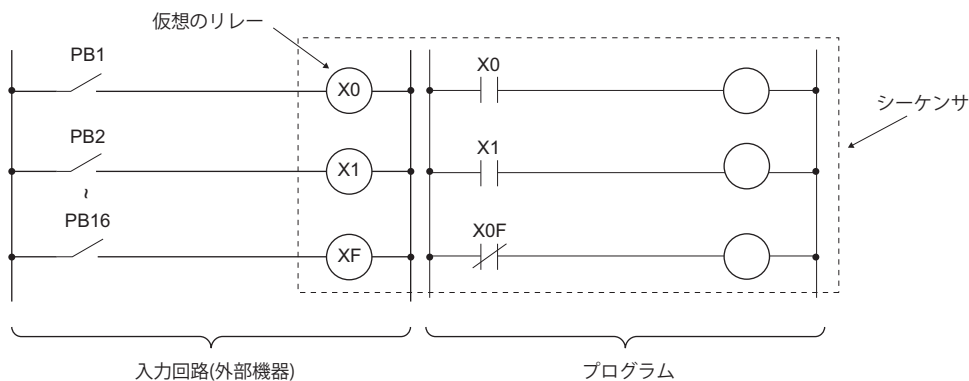 仮想のリレー
PB1
X0
X0
シーケンサ
PB2
X1
X1
~
PB16
XF
X0F
入力回路(外部機器)
プログラム